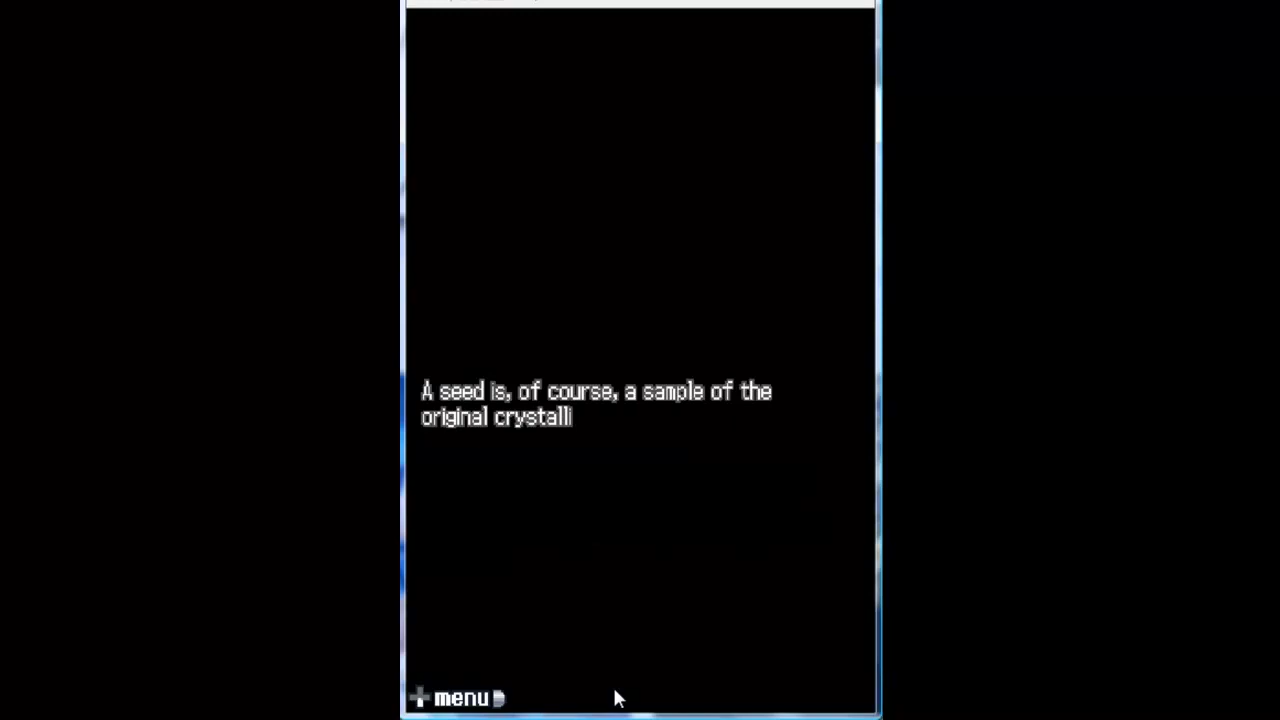 A seed is, of course, a sample of the
original crystalli
menu